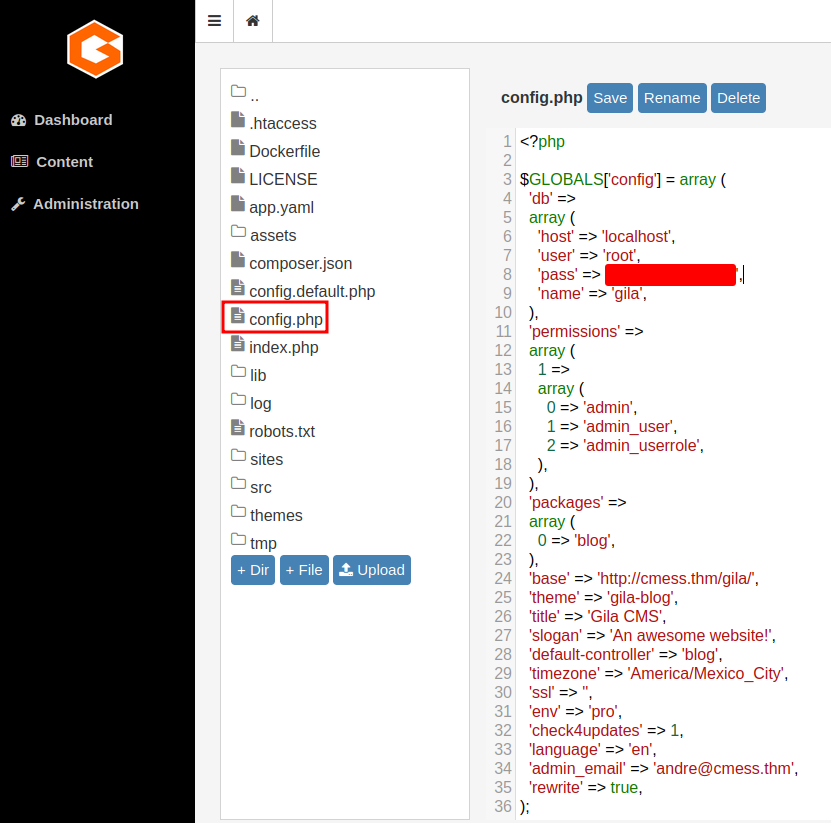 Dashboard
Content
Administration
..
.htaccess
Dockerfile
LICENSE
app.yaml
assets
composer.json
config.default.php
config.php
index.php
lib
log
robots.txt
sites
src
themes
tmp
+ Dir + File Upload
config.php Save Rename Delete
1 <?php
2
3 $GLOBALS['config'] = array (
4 'db' =>
5 array (
6 'host' => 'localhost',
7 'user' => 'root',
8 'pass' => ',
9 'name' => 'gila',
10 ),
11 'permissions' =>
12 array (
13 1 =>
14 array (
15 0 => 'admin',
16 1 => 'admin_user',
17 2 => 'admin_userrole',
18 ),
19 ),
20 'packages' =>
21 array (
22 0 => 'blog',
23 ),
24 'base' => 'http://cmess.thm/gila/',
25 'theme' => 'gila-blog',
26 'title' => 'Gila CMS',
27 'slogan' => 'An awesome website!',
28 'default-controller' => 'blog',
29 'timezone' => 'America/Mexico_City',
30 'ssl' => '',
31 'env' => 'pro',
32 'check4updates' => 1,
33 'language' => 'en',
34 'admin_email' => 'andre@cmess.thm',
35 'rewrite' => true,
36 );